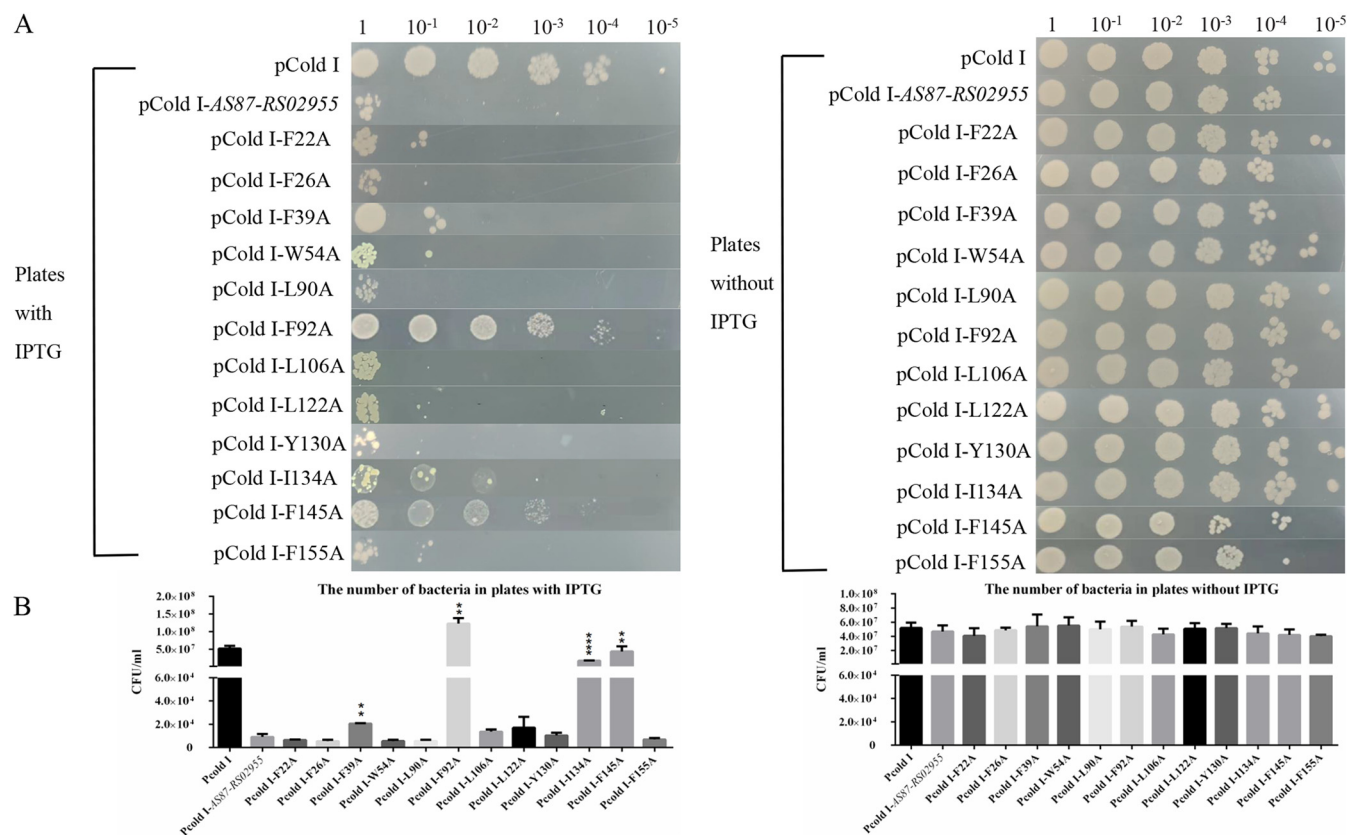 A
1 10⁻¹ 10⁻² 10⁻³ 10⁻⁴ 10⁻⁵
pCold I
pCold I-AS87-RS02955
pCold I-F22A
pCold I-F26A
pCold I-F39A
pCold I-W54A
pCold I-L90A
pCold I-F92A
pCold I-L106A
pCold I-L122A
pCold I-Y130A
pCold I-I134A
pCold I-F145A
pCold I-F155A
Plates
with
IPTG
1 10⁻¹ 10⁻² 10⁻³ 10⁻⁴ 10⁻⁵
pCold I
pCold I-AS87-RS02955
pCold I-F22A
pCold I-F26A
pCold I-F39A
pCold I-W54A
pCold I-L90A
pCold I-F92A
pCold I-L106A
pCold I-L122A
pCold I-Y130A
pCold I-I134A
pCold I-F145A
pCold I-F155A
Plates
without
IPTG
B
The number of bacteria in plates with IPTG
CFU/ml
2.0×10⁸
1.5×10⁸
1.0×10⁸
5.0×10⁷
6.0×10⁴
4.0×10⁴
2.0×10⁴
0
**
**
****
**
Pcold I
Pcold I-AS87-RS02955
Pcold I-F22A
Pcold I-F26A
Pcold I-F39A
Pcold I-W54A
Pcold I-L90A
Pcold I-F92A
Pcold I-L106A
Pcold I-L122A
Pcold I-Y130A
Pcold I-I134A
Pcold I-F145A
Pcold I-F155A
The number of bacteria in plates without IPTG
CFU/ml
1.0×10⁸
8.0×10⁷
6.0×10⁷
4.0×10⁷
6.0×10⁴
4.0×10⁴
2.0×10⁴
0
Pcold I
Pcold I-AS87-RS02955
Pcold I-F22A
Pcold I-F26A
Pcold I-F39A
Pcold I-W54A
Pcold I-L90A
Pcold I-F92A
Pcold I-L106A
Pcold I-L122A
Pcold I-Y130A
Pcold I-I134A
Pcold I-F145A
Pcold I-F155A